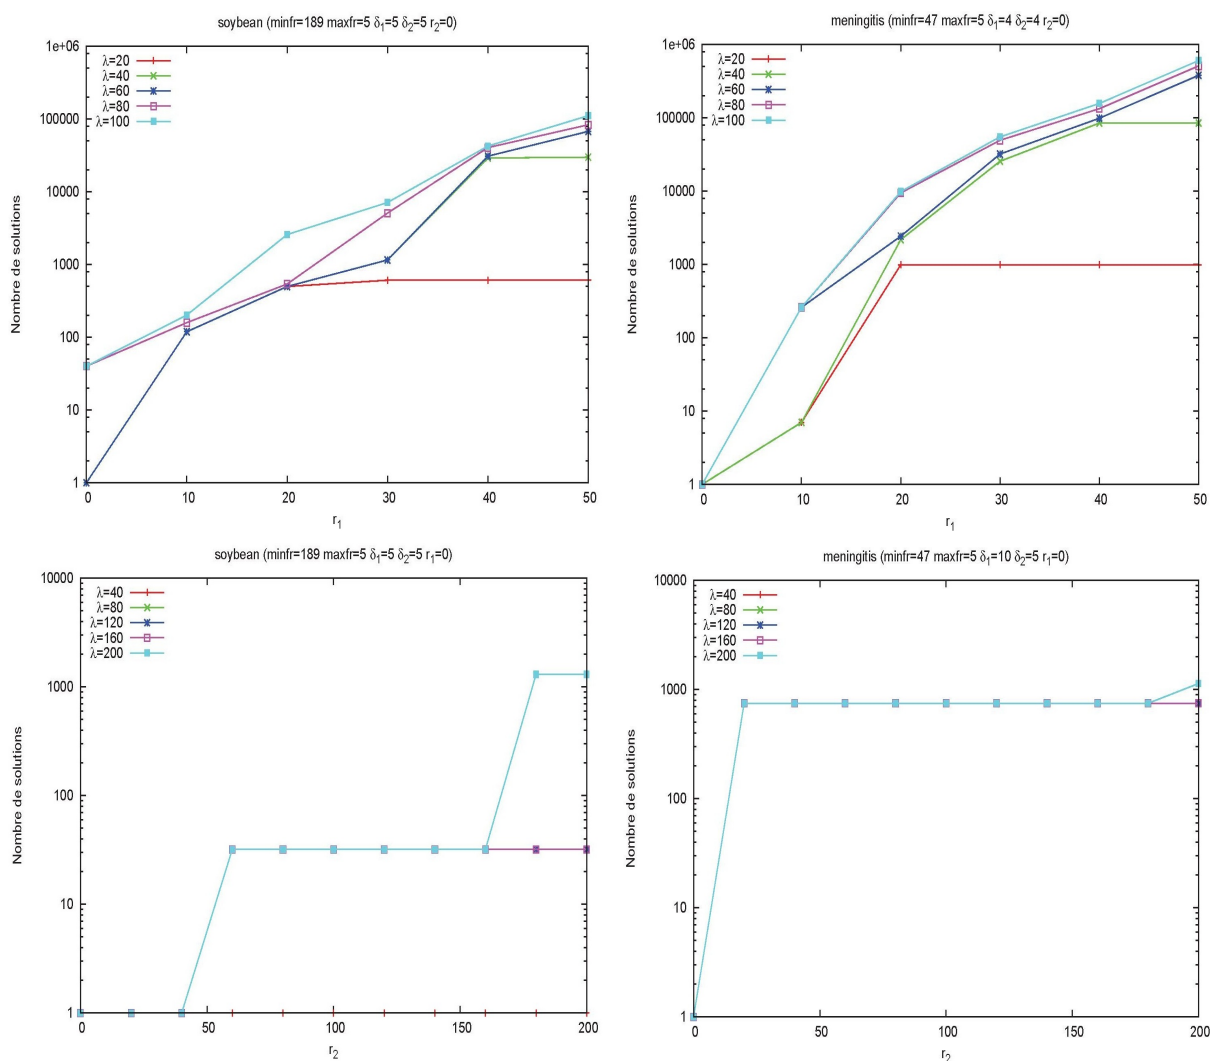 soybean (minfr=189 maxfr=5 δ₁=5 δ₂=5 r₂=0)
1e+06
100000
10000
1000
100
10
1
Nombre de solutions
λ=20
λ=40
λ=60
λ=80
λ=100
0 10 20 30 40 50
r₁
meningitis (minfr=47 maxfr=5 δ₁=4 δ₂=4 r₂=0)
1e+06
100000
10000
1000
100
10
1
Nombre de solutions
λ=20
λ=40
λ=60
λ=80
λ=100
0 10 20 30 40 50
r₁
soybean (minfr=189 maxfr=5 δ₁=5 δ₂=5 r₁=0)
10000
1000
100
10
1
Nombre de solutions
λ=40
λ=80
λ=120
λ=160
λ=200
0 50 100 150 200
r₂
meningitis (minfr=47 maxfr=5 δ₁=10 δ₂=5 r₁=0)
10000
1000
100
10
1
Nombre de solutions
λ=40
λ=80
λ=120
λ=160
λ=200
0 50 100 150 200
r₂